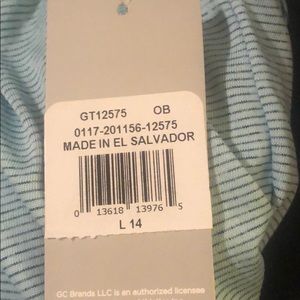 GT12575 OB
0117-201156-12575
MADE IN EL SALVADOR
0 13618 13976 S
L 14
GC Brands LLC is an authorized licensee